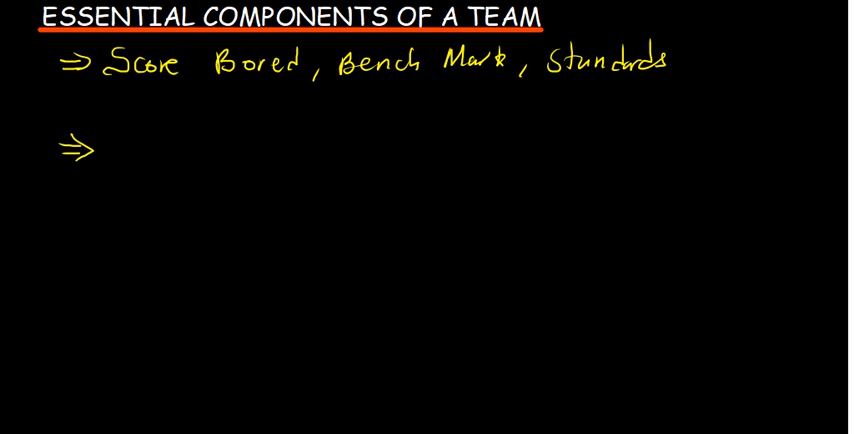 ESSENTIAL COMPONENTS OF A TEAM
⇒ Score Bored, Bench Mark, Standards
⇒